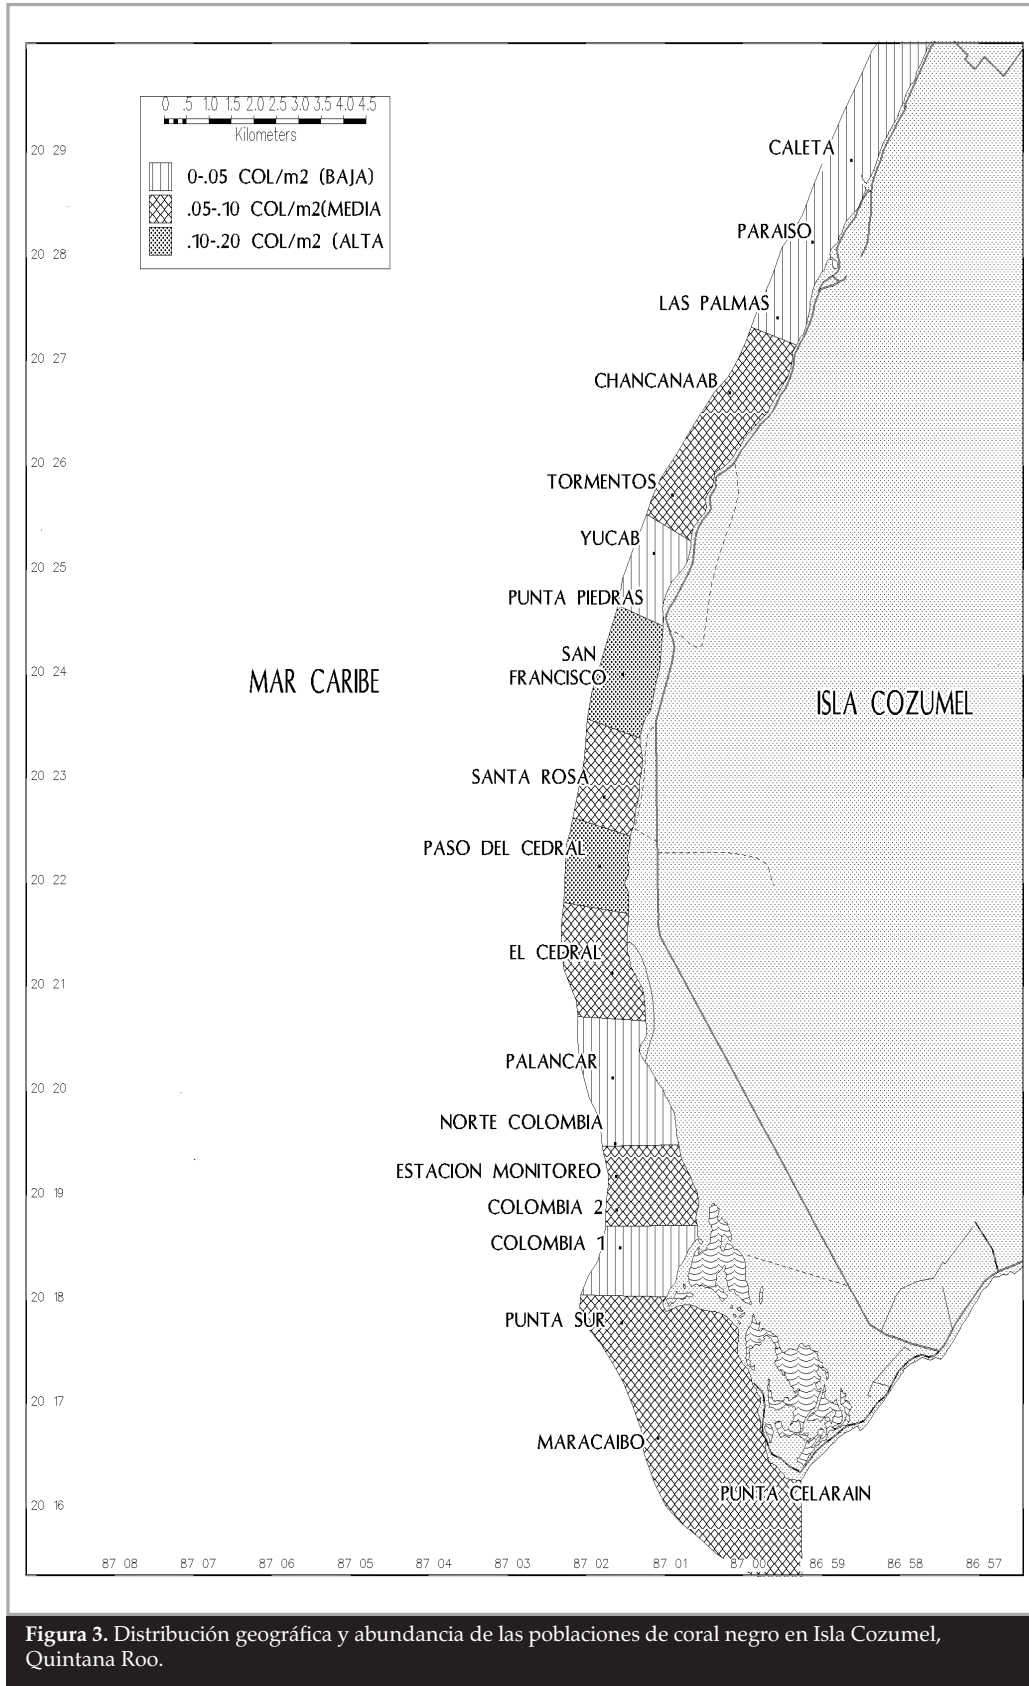 0 .5 1.0 1.5 2.0 2.5 3.0 3.5 4.0 4.5
Kilometers
0-.05 COL/m2 (BAJA)
.05-.10 COL/m2(MEDIA
.10-.20 COL/m2 (ALTA
20 29
CALETA
PARAISO
20 28
LAS PALMAS
20 27
CHANCANAAB
20 26
TORMENTOS
YUCAB
20 25
PUNTA PIEDRAS
SAN
FRANCISCO
20 24
MAR CARIBE
ISLA COZUMEL
SANTA ROSA
20 23
PASO DEL CEDRAL
20 22
EL CEDRAL
20 21
PALANCAR
20 20
NORTE COLOMBIA
ESTACION MONITOREO
20 19
COLOMBIA 2
COLOMBIA 1
20 18
PUNTA SUR
20 17
MARACAIBO
PUNTA CELARAIN
20 16
87 08 87 07 87 06 87 05 87 04 87 03 87 02 87 01 87 00 86 59 86 58 86 57
Figura 3. Distribución geográfica y abundancia de las poblaciones de coral negro en Isla Cozumel,
Quintana Roo.